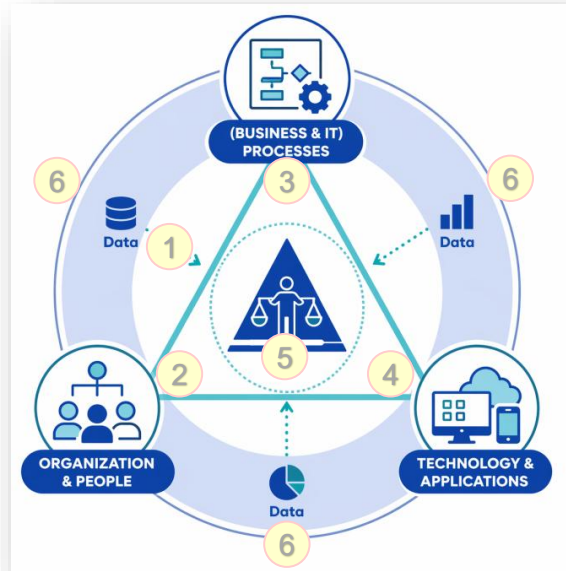 (BUSINESS & IT)
PROCESSES
6
3
6
Data
1
Data
5
2
4
ORGANIZATION
& PEOPLE
TECHNOLOGY &
APPLICATIONS
Data
6